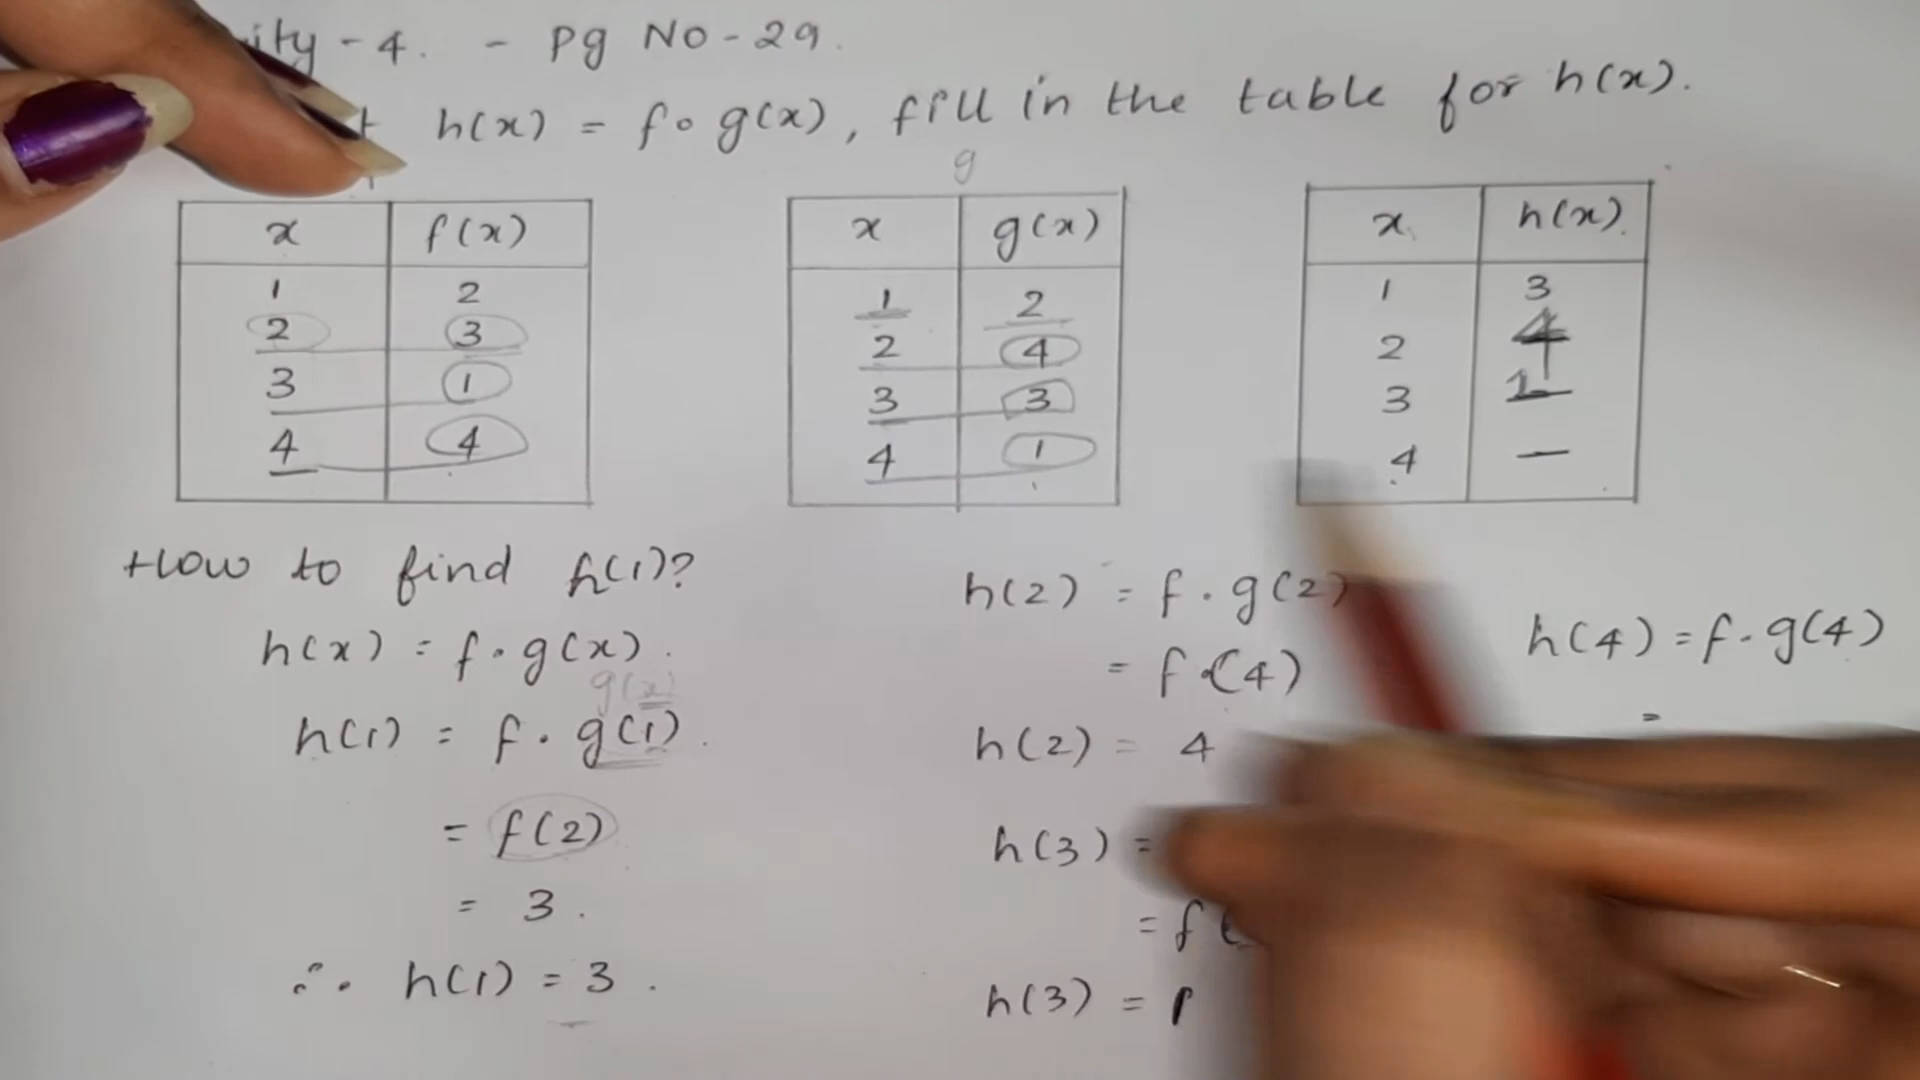 ity - 4. - Pg NO - 29.
h(x) = f∘g(x), fill in the table for h(x).
g
x f(x)
1 2
2 3
3 1
4 4
x g(x)
1 2
2 4
3 3
4 1
x h(x)
1 3
2 4
3 1
4 —
How to find h(1)?
h(x) = f∘g(x).
g(x)
h(1) = f∘g(1).
= f(2)
= 3.
∴ h(1) = 3.
h(2) = f∘g(2)
= f(4)
h(2) = 4
h(3) =
= f(
h(3) = 1
h(4) = f∘g(4)
=